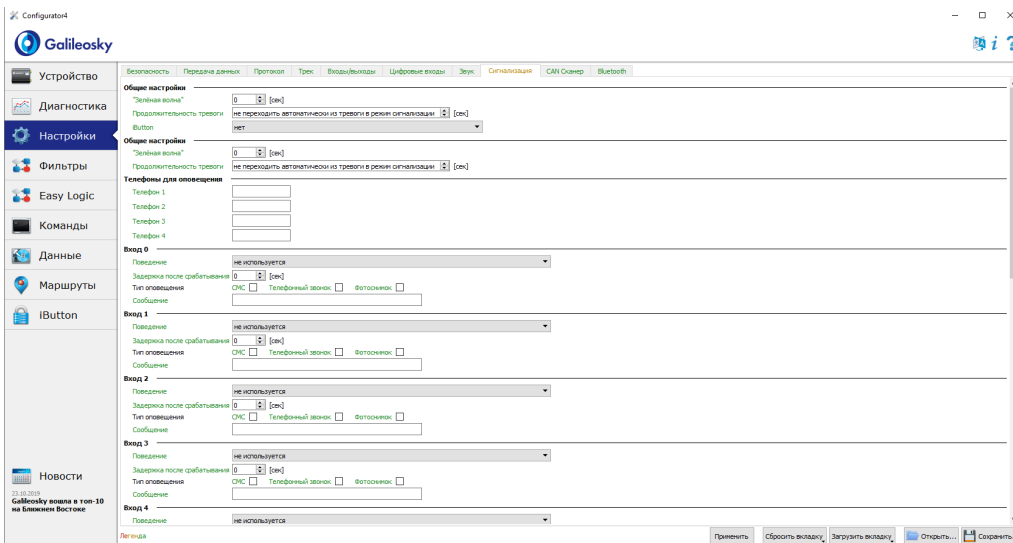 Configurator4
Galileosky
Устройство
Диагностика
Настройки
Фильтры
Easy Logic
Команды
Данные
Маршруты
iButton
Новости
23.10.2019
Galileosky вошла в топ-10
на Ближнем Востоке
Безопасность Передача данных Протокол Трек Входы/выходы Цифровые входы Звук Сигнализация CAN Сканер Bluetooth
Общие настройки
"Зелёная волна" 0 [сек]
Продолжительность тревоги не переходить автоматически из тревоги в режим сигнализации [сек]
iButton нет
Общие настройки
"Зелёная волна" 0 [сек]
Продолжительность тревоги не переходить автоматически из тревоги в режим сигнализации [сек]
Телефоны для оповещения
Телефон 1
Телефон 2
Телефон 3
Телефон 4
Вход 0
Поведение не используется
Задержка после срабатывания 0 [сек]
Тип оповещения СМС Телефонный звонок Фотоснимок
Сообщение
Вход 1
Поведение не используется
Задержка после срабатывания 0 [сек]
Тип оповещения СМС Телефонный звонок Фотоснимок
Сообщение
Вход 2
Поведение не используется
Задержка после срабатывания 0 [сек]
Тип оповещения СМС Телефонный звонок Фотоснимок
Сообщение
Вход 3
Поведение не используется
Задержка после срабатывания 0 [сек]
Тип оповещения СМС Телефонный звонок Фотоснимок
Сообщение
Вход 4
Поведение не используется
Легенда
Применить Сбросить вкладку Загрузить вкладку Открыть... Сохранить